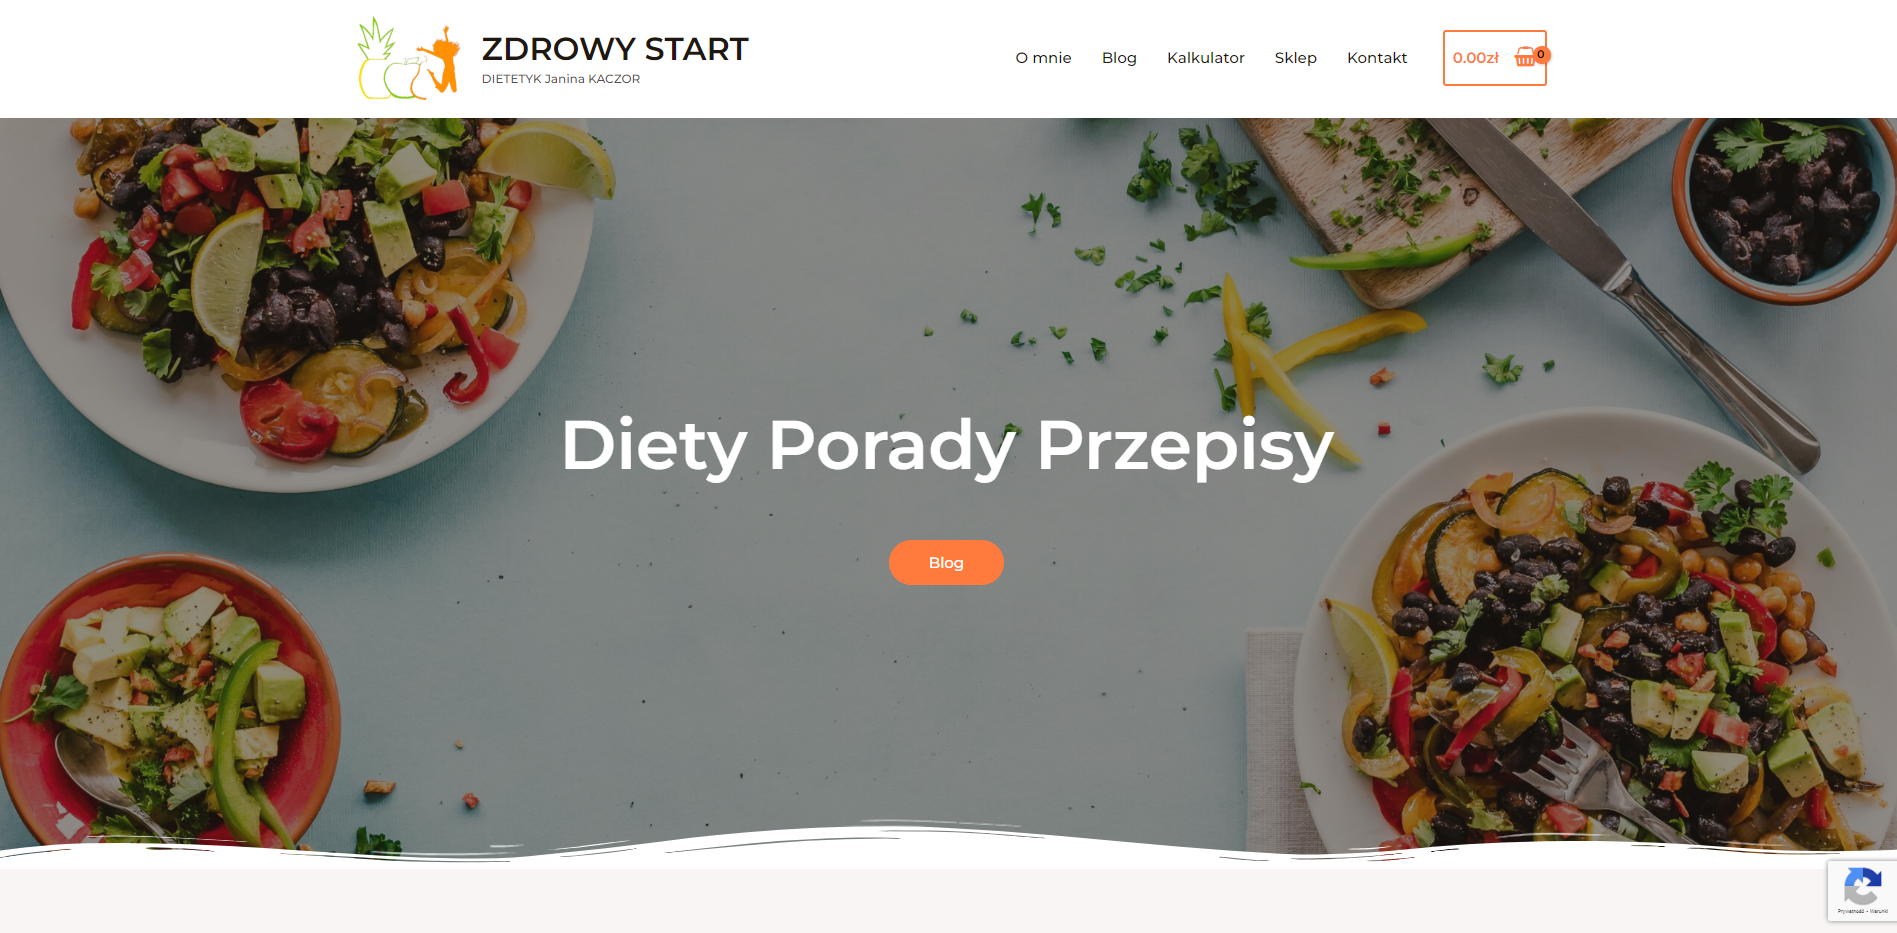 ZDROWY START
DIETETYK Janina KACZOR
O mnie
Blog
Kalkulator
Sklep
Kontakt
0.00zł
0
Diety Porady Przepisy
Blog
Prywatność - Warunki